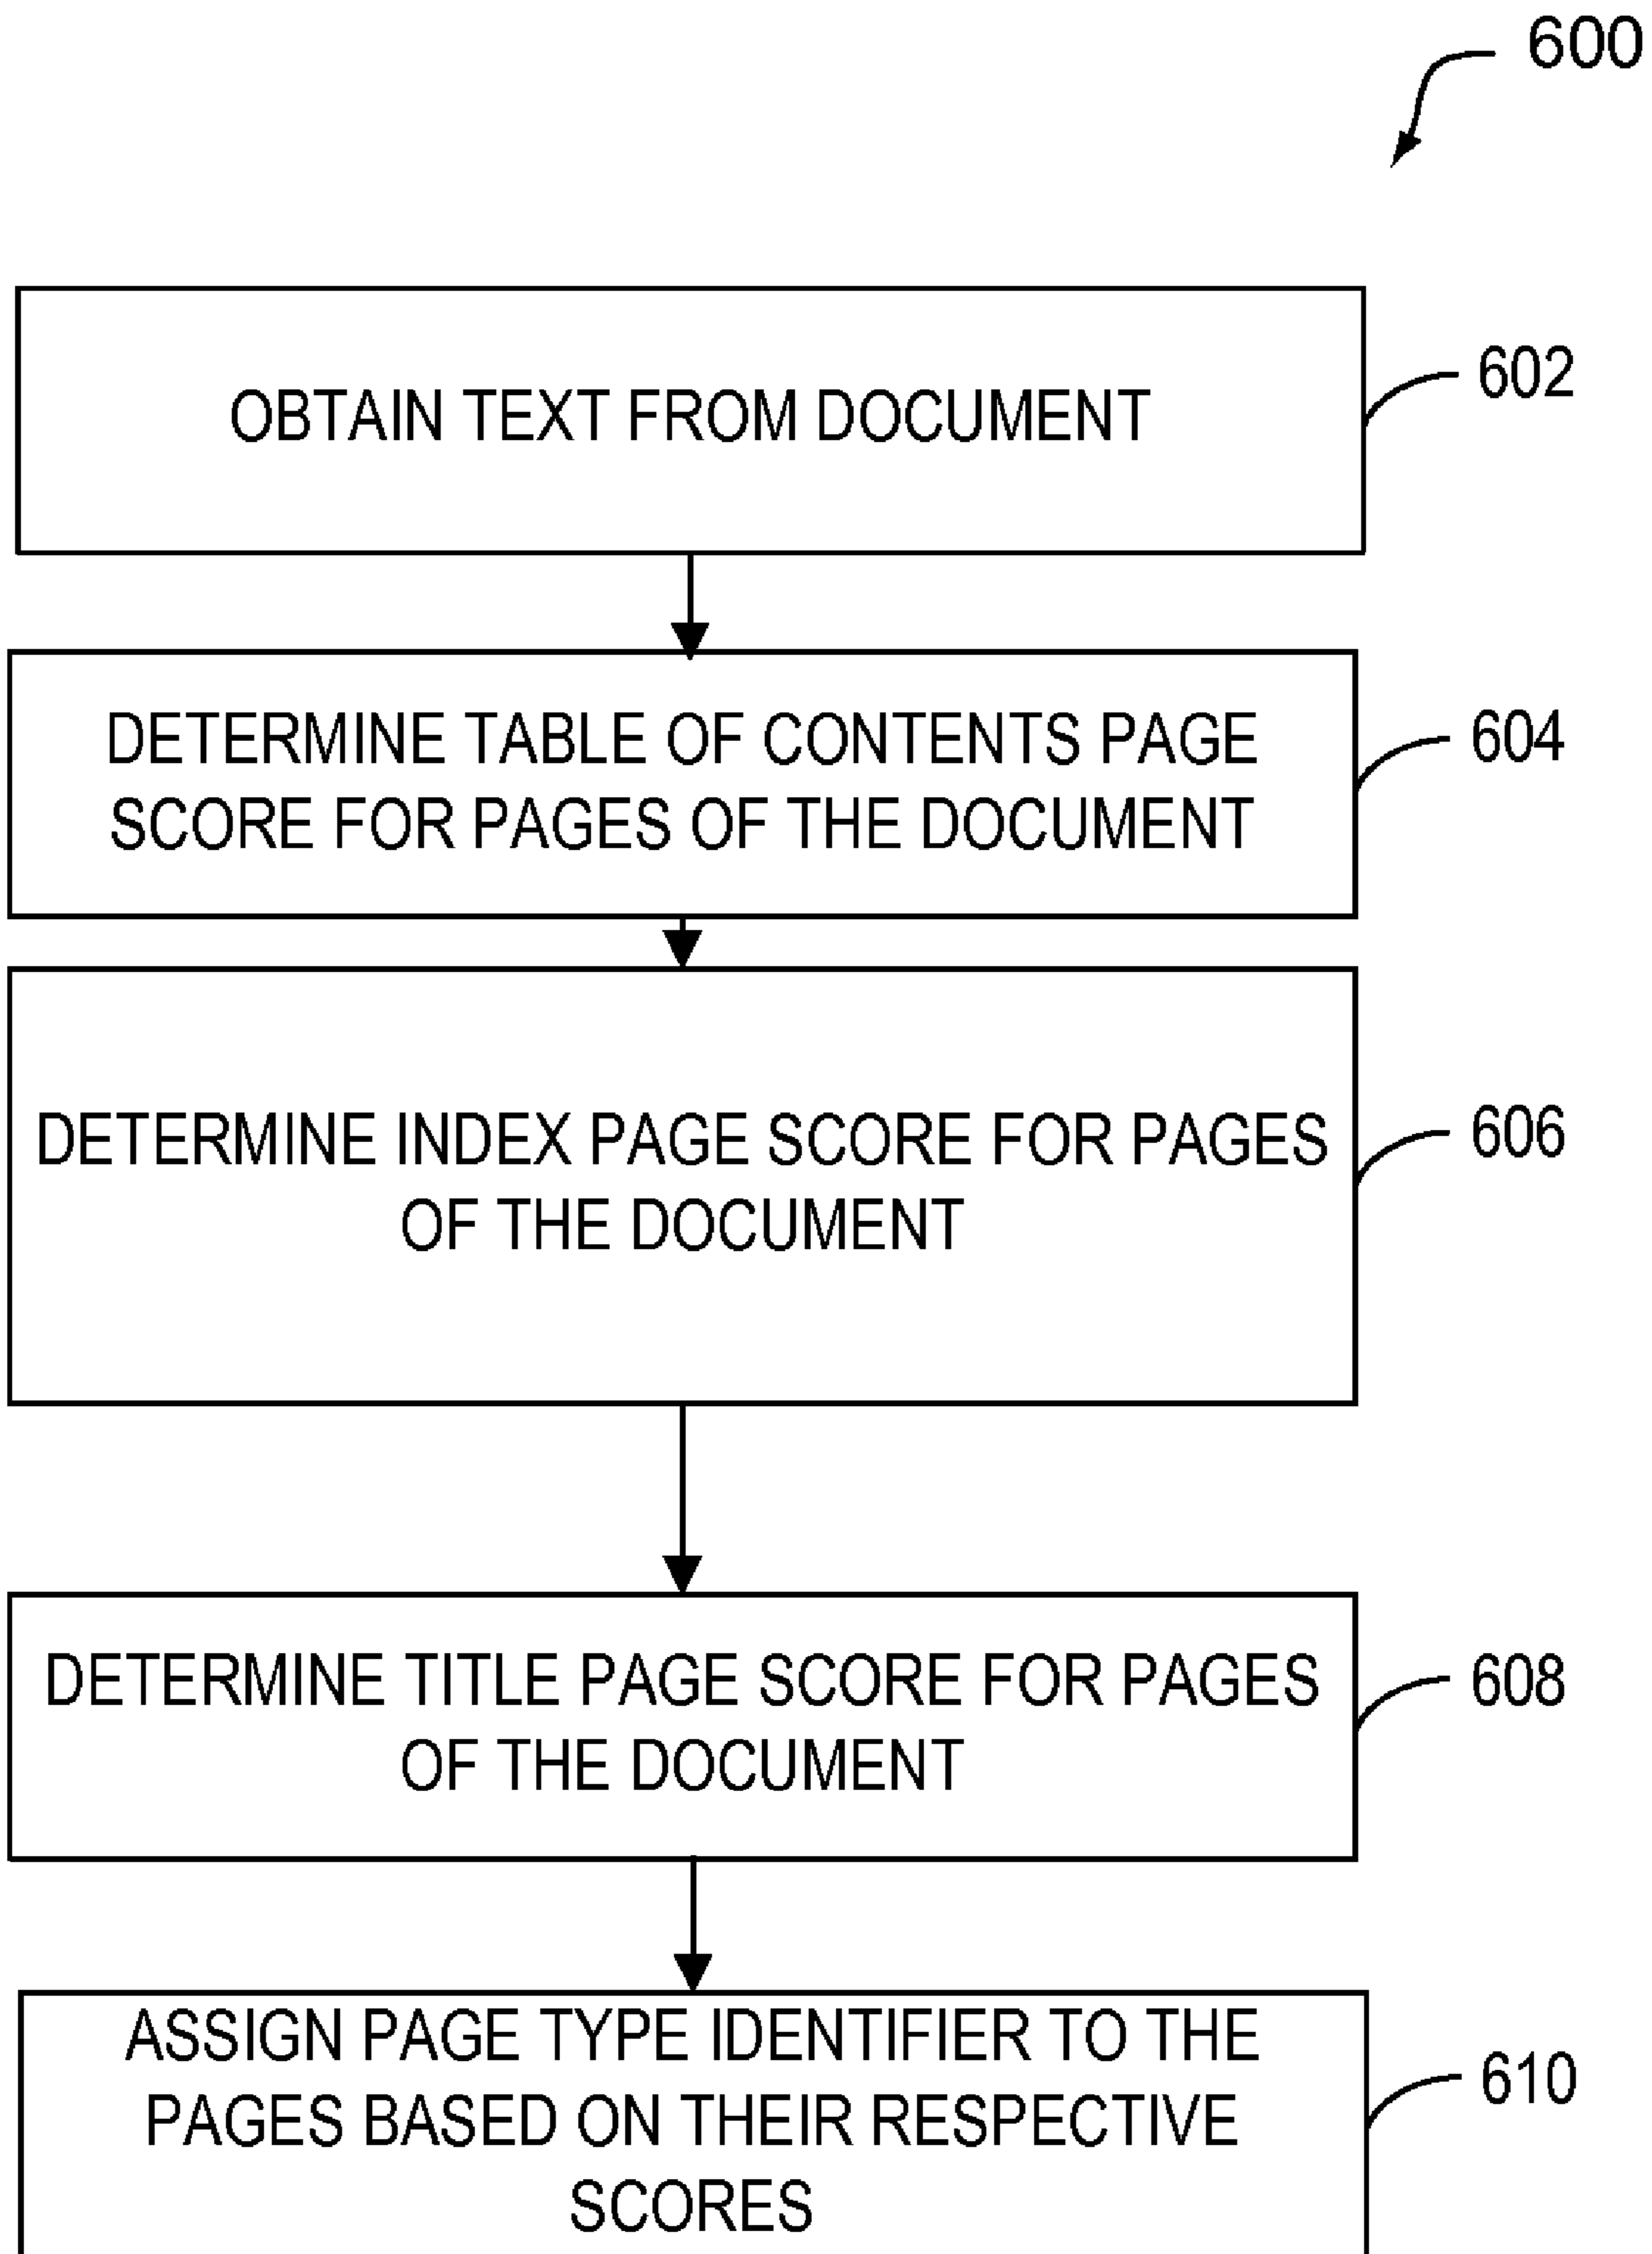 600
OBTAIN TEXT FROM DOCUMENT
602
DETERMINE TABLE OF CONTENTS PAGE
SCORE FOR PAGES OF THE DOCUMENT
604
DETERMINE INDEX PAGE SCORE FOR PAGES
OF THE DOCUMENT
606
DETERMINE TITLE PAGE SCORE FOR PAGES
OF THE DOCUMENT
608
ASSIGN PAGE TYPE IDENTIFIER TO THE
PAGES BASED ON THEIR RESPECTIVE
SCORES
610